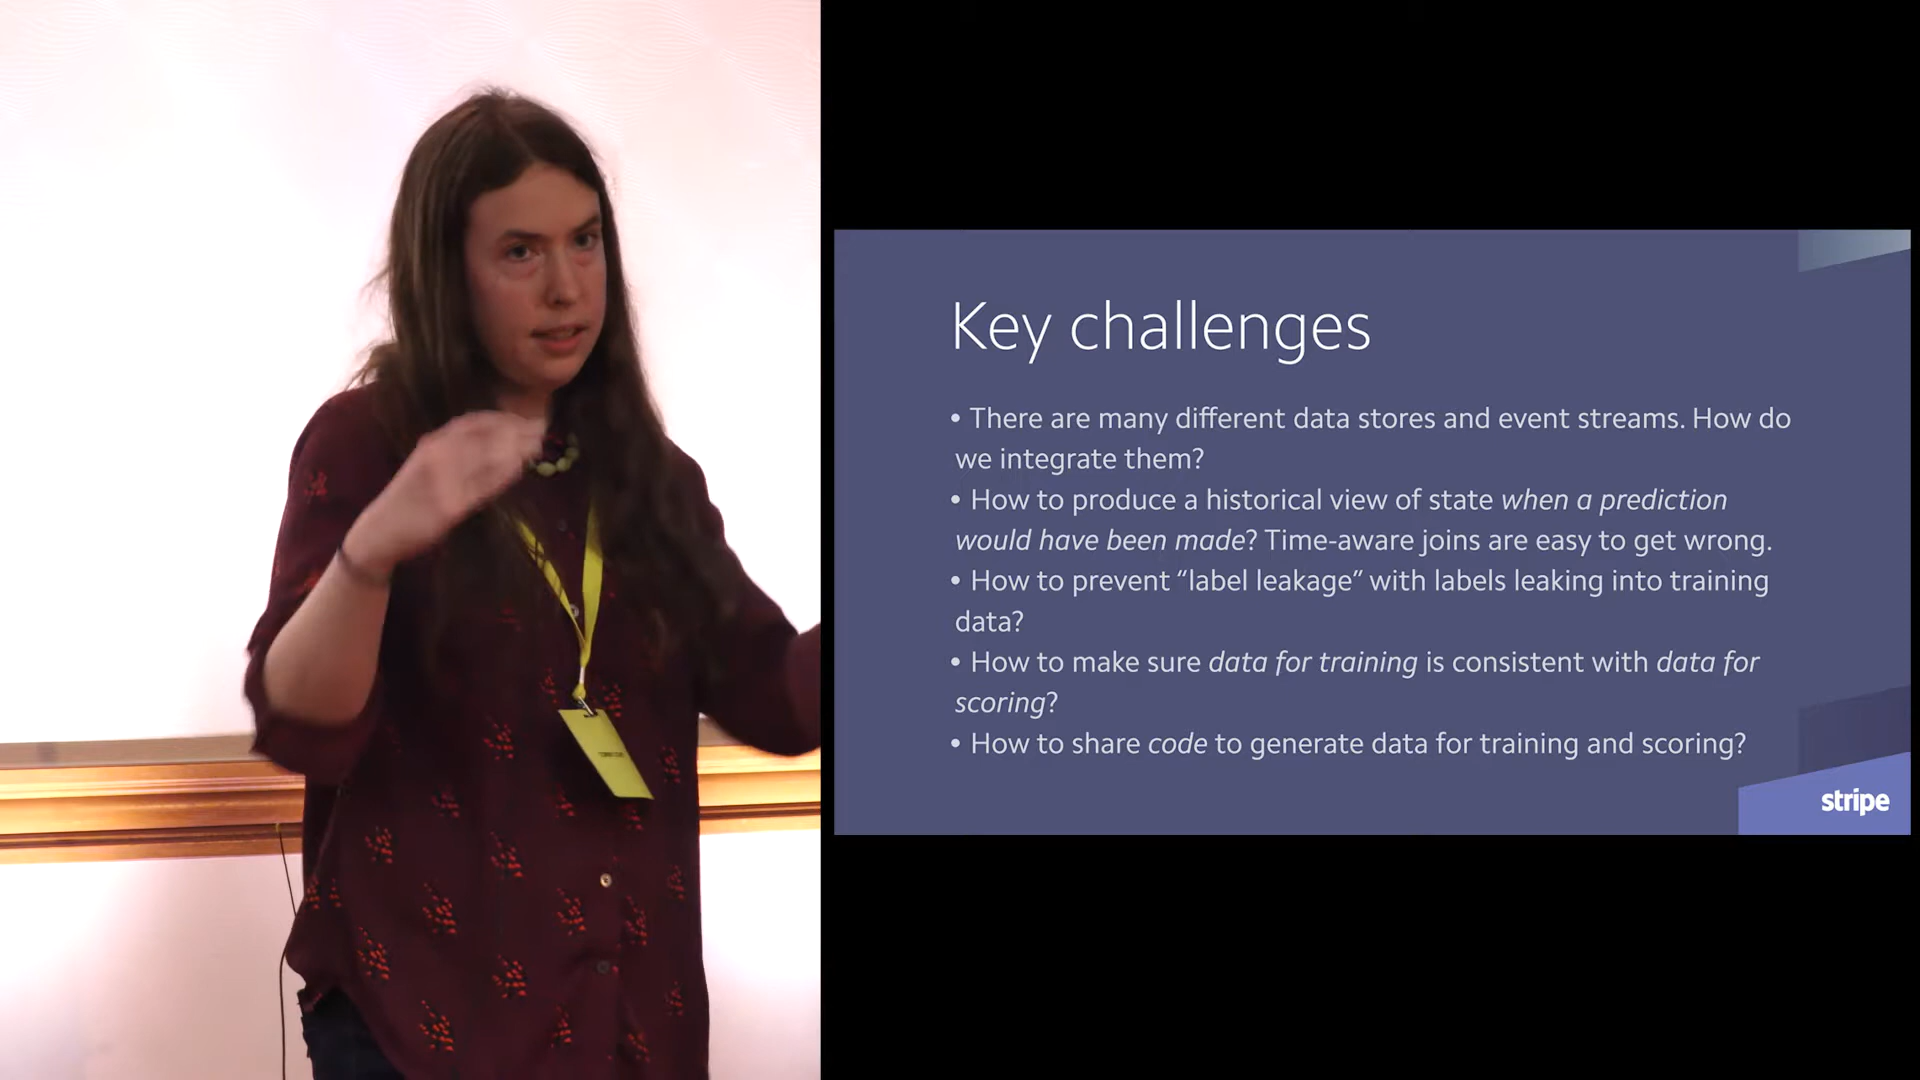 Key challenges
• There are many different data stores and event streams. How do
we integrate them?
• How to produce a historical view of state when a prediction
would have been made? Time-aware joins are easy to get wrong.
• How to prevent “label leakage” with labels leaking into training
data?
• How to make sure data for training is consistent with data for
scoring?
• How to share code to generate data for training and scoring?
stripe